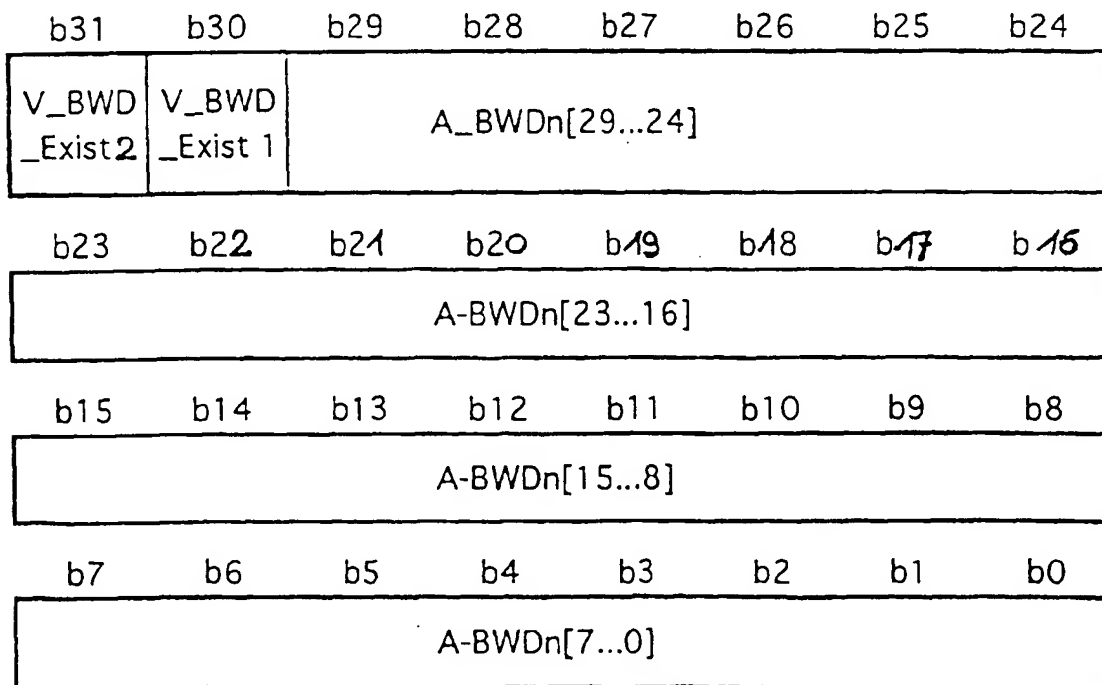 b31 b30 b29 b28 b27 b26 b25 b24
V_BWD V_BWD
_Exist2 _Exist 1
A_BWDn[29...24]
b23 b22 b21 b20 b19 b18 b17 b16
A-BWDn[23...16]
b15 b14 b13 b12 b11 b10 b9 b8
A-BWDn[15...8]
b7 b6 b5 b4 b3 b2 b1 b0
A-BWDn[7...0]